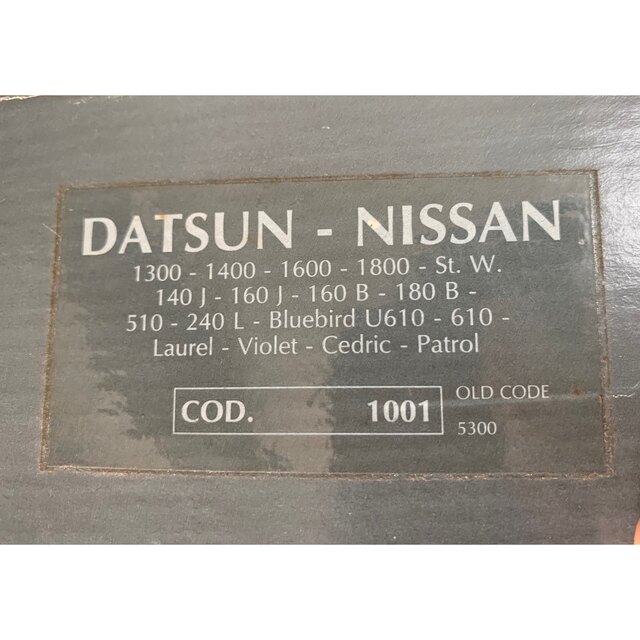 DATSUN - NISSAN
1300 - 1400 - 1600 - 1800 - St. W.
140 J - 160 J - 160 B - 180 B -
510 - 240 L - Bluebird U610 - 610 -
Laurel - Violet - Cedric - Patrol
COD. 1001
OLD CODE
5300